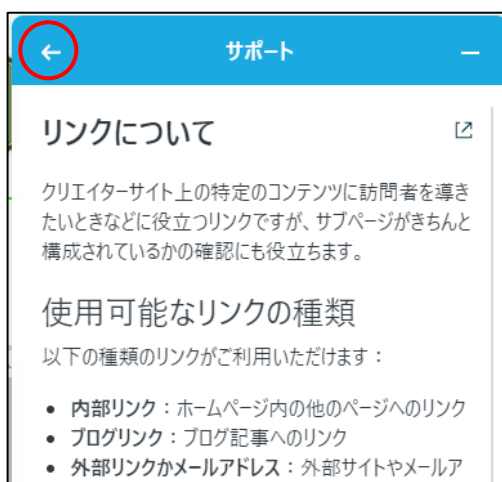 サポート
リンクについて
クリエイターサイト上の特定のコンテンツに訪問者を導き
たいときなどに役立つリンクですが、サブページがきちんと
構成されているかの確認にも役立ちます。
使用可能なリンクの種類
以下の種類のリンクがご利用いただけます：
• 内部リンク：ホームページ内の他のページへのリンク
• ブログリンク：ブログ記事へのリンク
• 外部リンクかメールアドレス：外部サイトやメールア